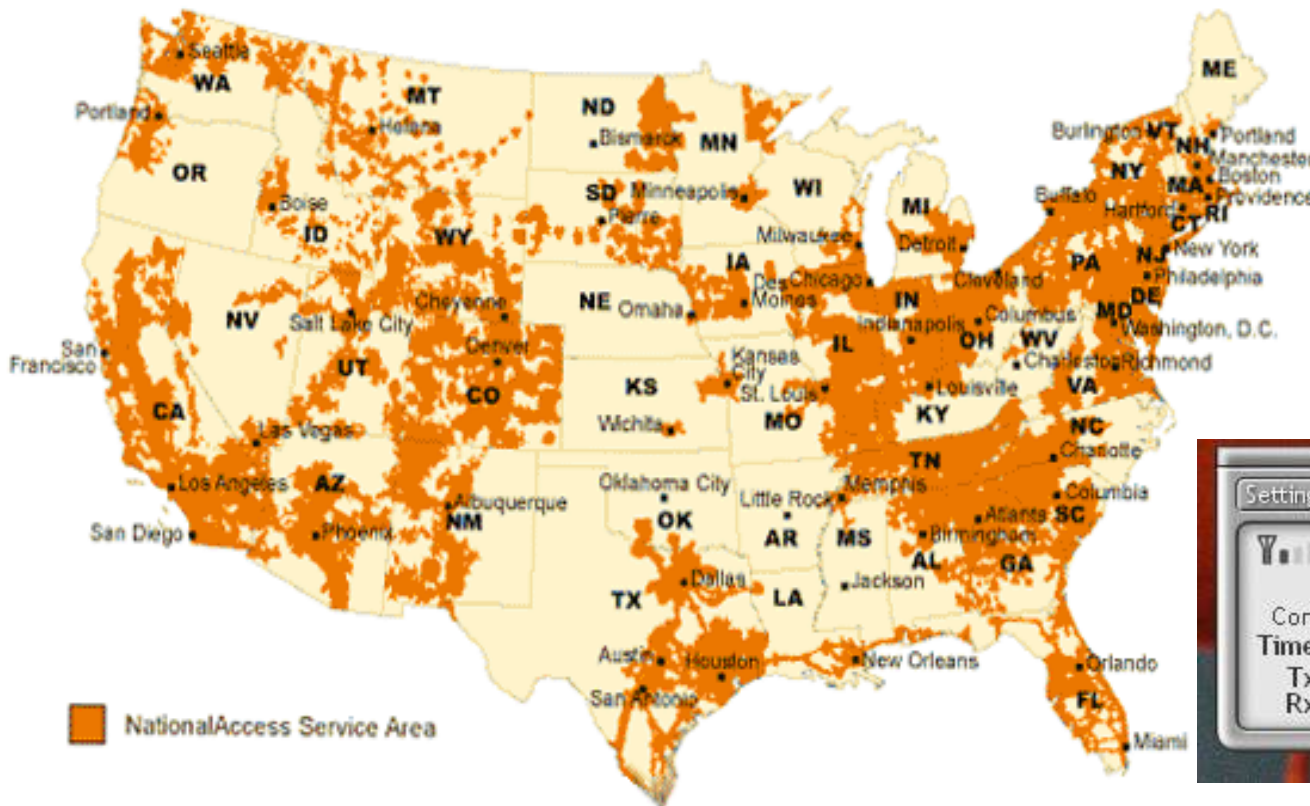 Seattle
WA
MT
ME
ND
Portland
Helena
Burlington
VT
Portland
Bismarck
MN
NH
Manchester
OR
WI
NY
MA
Boston
SD
Minneapolis
MI
Buffalo
Hartford
Providence
Boise
Pierre
CT
RI
ID
WY
Milwaukee
Detroit
New York
IA
NJ
PA
Des
Moines
Chicago
Cleveland
Philadelphia
NE
IN
DE
Cheyenne
Omaha
Columbus
MD
NV
Salt Lake City
Indianapolis
Washington, D.C.
OH
WV
IL
San
Francisco
Denver
Kansas
City
Charleston
Richmond
UT
KS
St. Louis
Louisville
VA
CO
CA
KY
MO
NC
Las Vegas
Wichita
Charlotte
TN
Los Angeles
AZ
Oklahoma City
Memphis
Albuquerque
Little Rock
Columbia
NM
OK
Atlanta
SC
San Diego
Phoenix
AR
MS
Birmingham
AL
GA
Dallas
Jackson
TX
LA
Austin
Houston
New Orleans
Orlando
San Antonio
FL
NationalAccess Service Area
Miami
Setting
Con
Time
Tx
Rx